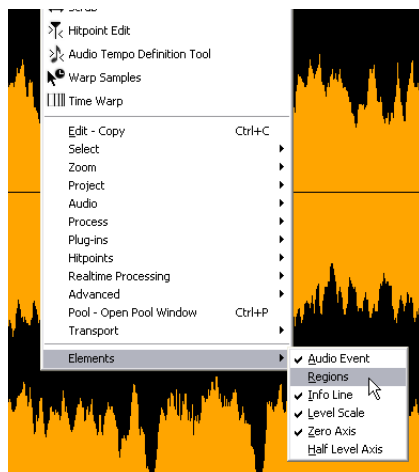 Scrub
Hitpoint Edit
Audio Tempo Definition Tool
Warp Samples
Time Warp
Edit - Copy Ctrl+C
Select
Zoom
Project
Audio
Process
Plug-ins
Hitpoints
Realtime Processing
Advanced
Pool - Open Pool Window Ctrl+P
Transport
Elements
Audio Event
Regions
Info Line
Level Scale
Zero Axis
Half Level Axis